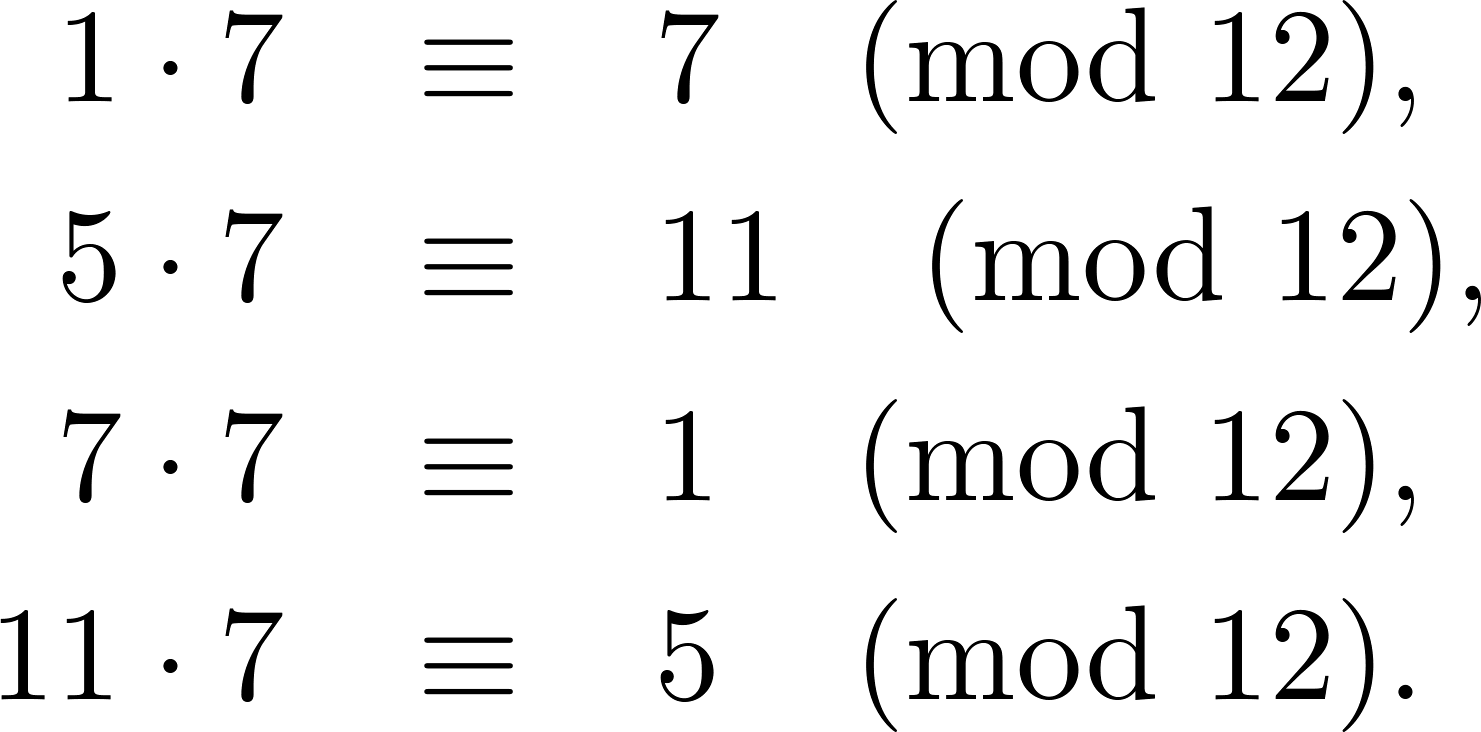 1 · 7 ≡ 7 (mod 12),
5 · 7 ≡ 11 (mod 12),
7 · 7 ≡ 1 (mod 12),
11 · 7 ≡ 5 (mod 12).